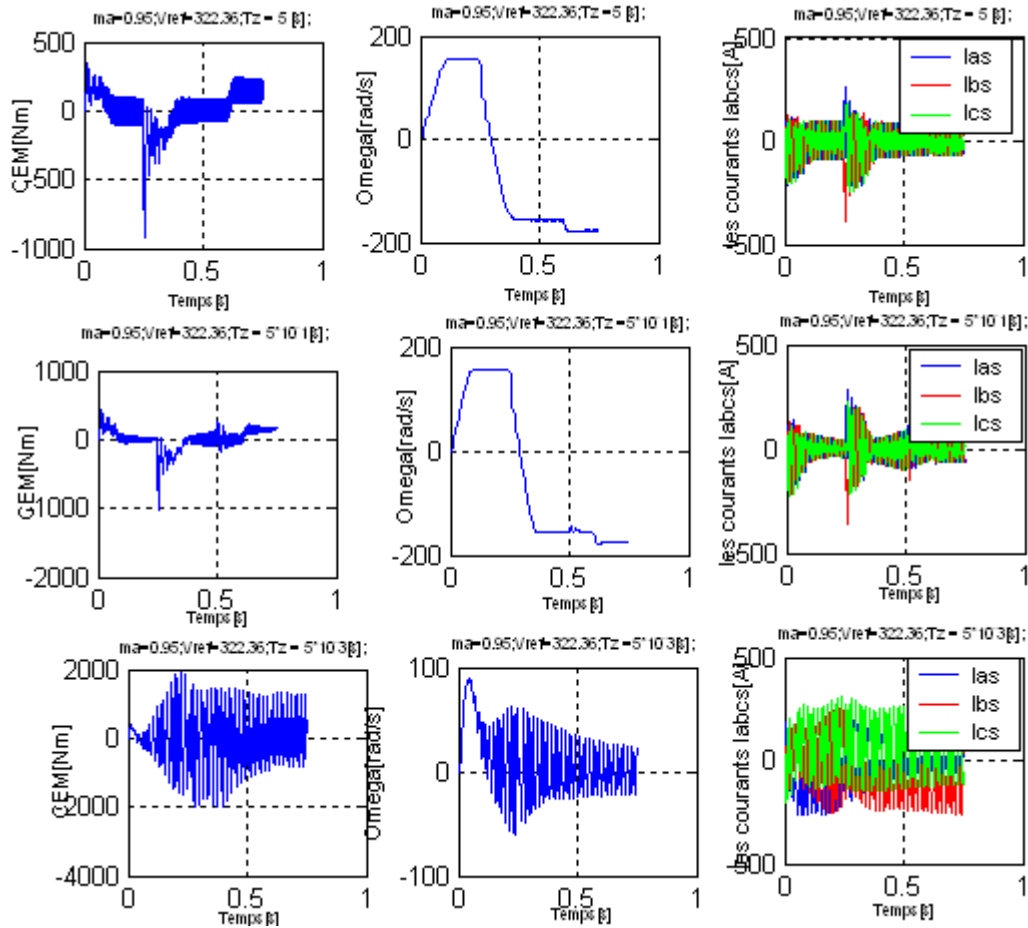 ma=0.95;Vref=322.36;Tz = 5 [s];
ma=0.95;Vref=322.36;Tz = 5 [s];
ma=0.95;Vref=322.36;Tz = 5 [s];
500
0
-500
-1000
CEM[Nm]
0
0.5
1
Temps[s]
200
0
-200
Omega[rad/s]
0
0.5
1
Temps[s]
500
0
-500
les courants Iabcs[A]
Ias
Ibs
Ics
0
0.5
1
Temps[s]
ma=0.95;Vref=322.36;Tz = 5*10-1[s];
ma=0.95;Vref=322.36;Tz = 5*10-1[s];
ma=0.95;Vref=322.36;Tz = 5*10-1[s];
1000
0
-1000
-2000
CEM[Nm]
0
0.5
1
Temps[s]
200
0
-200
Omega[rad/s]
0
0.5
1
Temps[s]
500
0
-500
les courants Iabcs[A]
Ias
Ibs
Ics
0
0.5
1
Temps[s]
ma=0.95;Vref=322.36;Tz = 5*10-3[s];
ma=0.95;Vref=322.36;Tz = 5*10-3[s];
ma=0.95;Vref=322.36;Tz = 5*10-3[s];
2000
0
-2000
-4000
CEM[Nm]
0
0.5
1
Temps[s]
100
0
-100
Omega[rad/s]
0
0.5
1
Temps[s]
500
0
-500
les courants Iabcs[A]
Ias
Ibs
Ics
0
0.5
1
Temps[s]